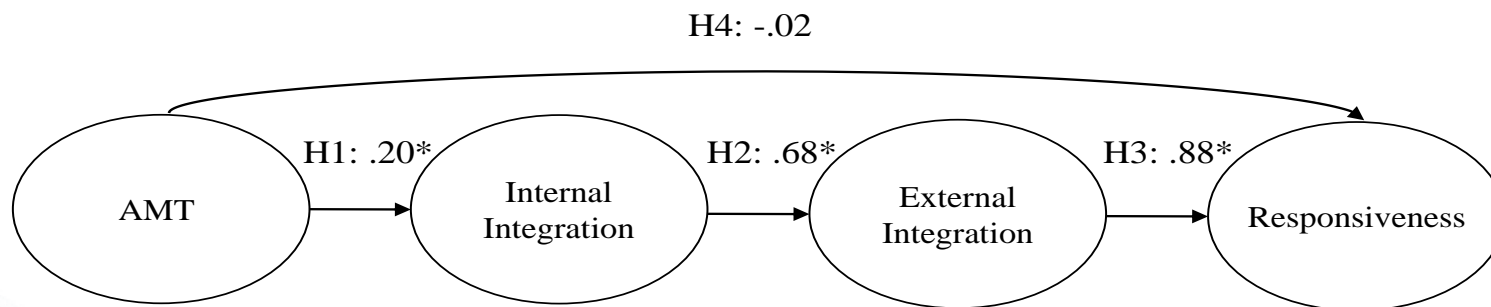 H4: -.02
H1: .20*
H2: .68*
H3: .88*
AMT
Internal
Integration
External
Integration
Responsiveness